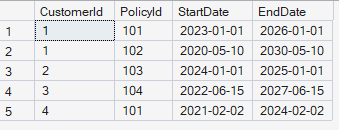 CustomerId PolicyId StartDate EndDate
1 1 101 2023-01-01 2026-01-01
2 1 102 2020-05-10 2030-05-10
3 2 103 2024-01-01 2025-01-01
4 3 104 2022-06-15 2027-06-15
5 4 101 2021-02-02 2024-02-02